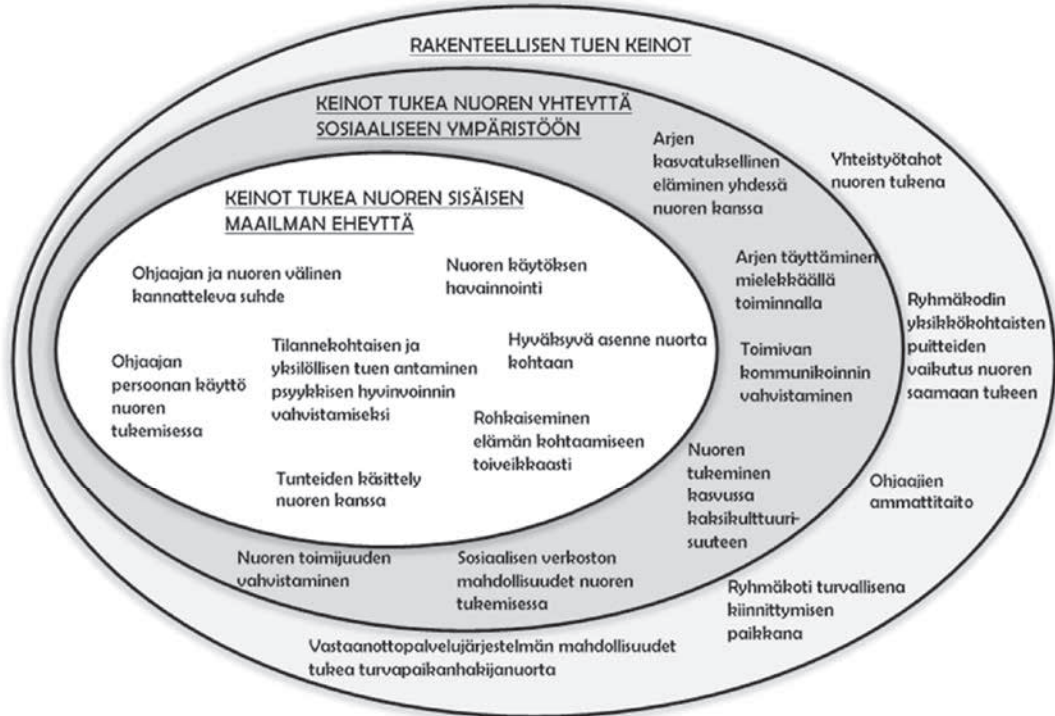 RAKENTEELLISEN TUEN KEINOT
KEINOT TUKEA NUOREN YHTEYTTÄ
SOSIAALISEEN YMPÄRISTÖÖN
KEINOT TUKEA NUOREN SISÄISEN
MAAILMAN EHEYTTÄ
Ohjaajan ja nuoren välinen
kannatteleva suhde
Nuoren käytöksen
havainnointi
Ohjaajan
persoonan käyttö
nuoren
tukemisessa
Tilannekohtaisen ja
yksilöllisen tuen antaminen
psyykkisen hyvinvoinnin
vahvistamiseksi
Hyväksyvä asenne nuorta
kohtaan
Rohkaiseminen
elämän kohtaamiseen
toiveikkaasti
Tunteiden käsittely
nuoren kanssa
Arjen
kasvatuksellinen
eläminen yhdessä
nuoren kanssa
Arjen täyttäminen
mielekkäällä
toiminnalla
Toimivan
kommunikoinnin
vahvistaminen
Nuoren
tukeminen
kasvussa
kaksikulttuuri-
suuteen
Nuoren toimijuuden
vahvistaminen
Sosiaalisen verkoston
mahdollisuudet nuoren
tukemisessa
Yhteistyötahot
nuoren tukena
Ryhmäkodin
yksikkökohtaisten
puitteiden
vaikutus nuoren
saamaan tukeen
Ohjaajien
ammattitaito
Ryhmäkoti turvallisena
kiinnittymisen
paikkana
Vastaanottopalvelujärjestelmän mahdollisuudet
tukea turvapaikanhakijanuorta